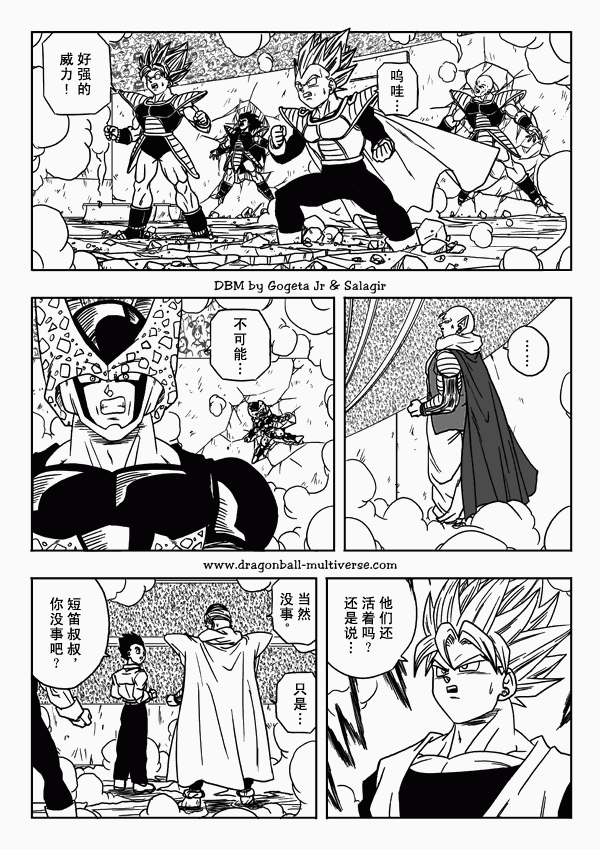 好强的
威力！
呜哇…
DBM by Gogeta Jr & Salagir
不可能…
…
www.dragonball-multiverse.com
短笛叔叔，
你没事吧？
当然
没事。
只是…
他们还
活着吗？
还是说…